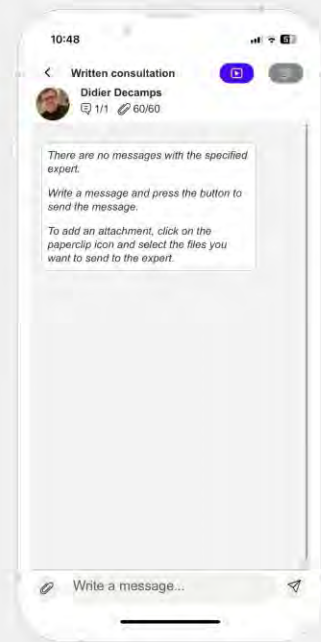 10:48
Written consultation
Didier Decamps
1/1 60/60
There are no messages with the specified
expert.
Write a message and press the button to
send the message.
To add an attachment, click on the
paperclip icon and select the files you
want to send to the expert.
Write a message...